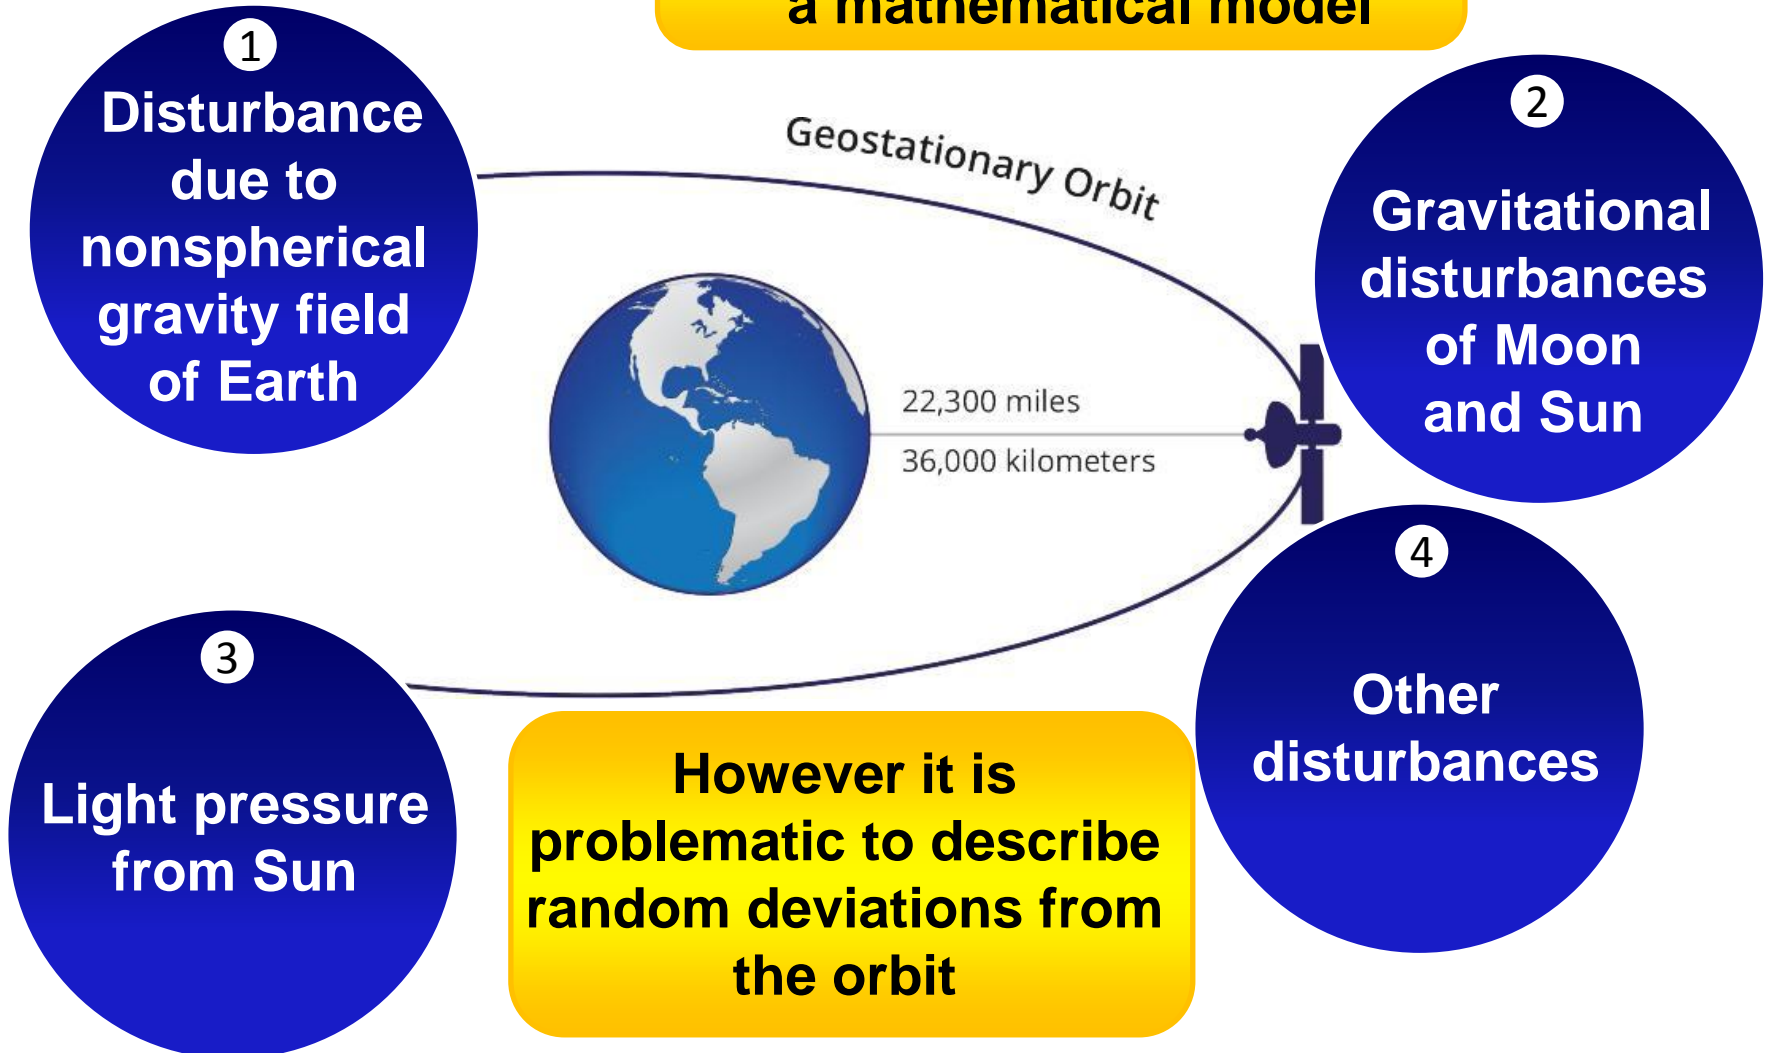 a mathematical model
1
Disturbance
due to
nonspherical
gravity field
of Earth
Geostationary Orbit
2
Gravitational
disturbances
of Moon
and Sun
22,300 miles
36,000 kilometers
3
Light pressure
from Sun
4
Other
disturbances
However it is
problematic to describe
random deviations from
the orbit